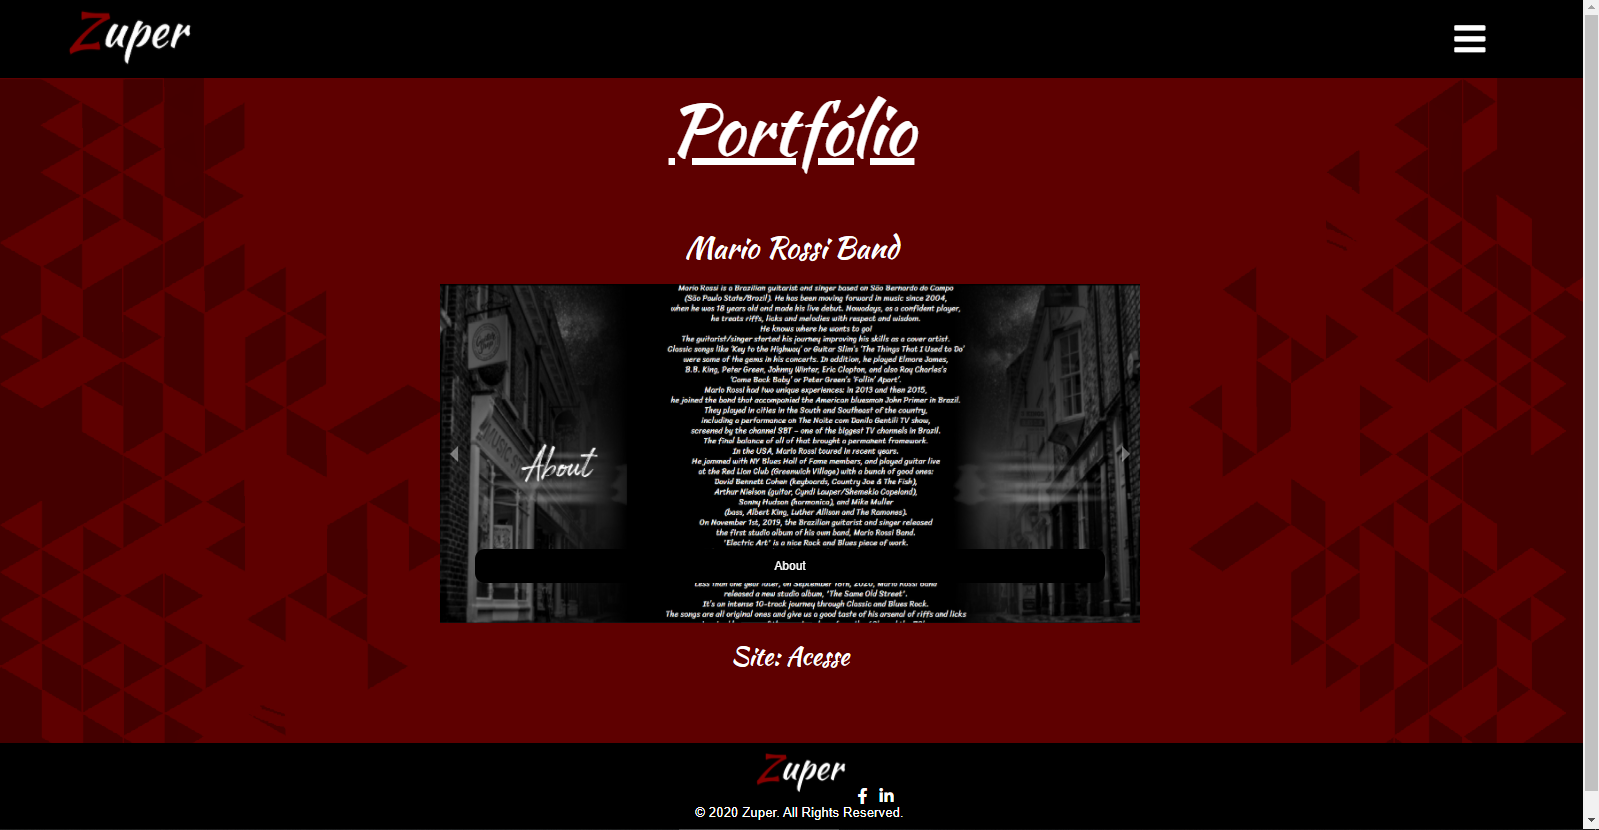 Zuper
Portfólio
Mario Rossi Band
Mario Rossi is a Brazilian guitarist and singer based on São Bernardo do Campo
(São Paulo State/Brazil). He has been moving forward in music since 2004,
when he was 18 years old and made his live debut. Nowadays, as a confident player,
he treats riffs, licks and melodies with respect and wisdom.
He knows where he wants to go!
The guitarist/singer started his journey improving his skills as a cover artist.
Classic songs like 'Key to the Highway' or Guitar Slim's 'The Things That I Used to Do'
were some of the gems in his concerts. In addition, he played Elmore James,
B.B. King, Peter Green, Johnny Winter, Eric Clapton, and also Ray Charles's
'Come Back Baby' or Peter Green's 'Fallin' Apart'.
Mario Rossi had two unique experiences: in 2013 and then 2015,
he joined the band that accompanied the American bluesman John Primer in Brazil.
They played in cities in the South and Southeast of the country,
including a performance on The Noite com Danilo Gentili TV show,
screened by the channel SBT – one of the biggest TV channels in Brazil.
The final balance of all of that brought a permanent framework.
In the USA, Mario Rossi toured in recent years.
He jammed with NY Blues Hall of Fame members, and played guitar live
at the Red Lion Club (Greenwich Village) with a bunch of good ones:
David Bennett Cohen (keyboards, Country Joe & The Fish),
Arthur Nielson (guitar, Cyndi Lauper/Shemekia Copeland),
Sonny Hudson (harmonica), and Mike Muller
(bass, Albert King, Luther Allison and The Ramones).
On November 1st, 2019, the Brazilian guitarist and singer released
the first studio album of his own band, Mario Rossi Band.
'Electric Art' is a nice Rock and Blues piece of work.
MUSIC
About
About
Less than one year later, on September 18th, 2020, Mario Rossi Band
released a new studio album, 'The Same Old Street'.
It's an intense 10-track journey through Classic and Blues Rock.
The songs are all original ones and give us a good taste of his arsenal of riffs and licks
Site: Acesse
Zuper
© 2020 Zuper. All Rights Reserved.